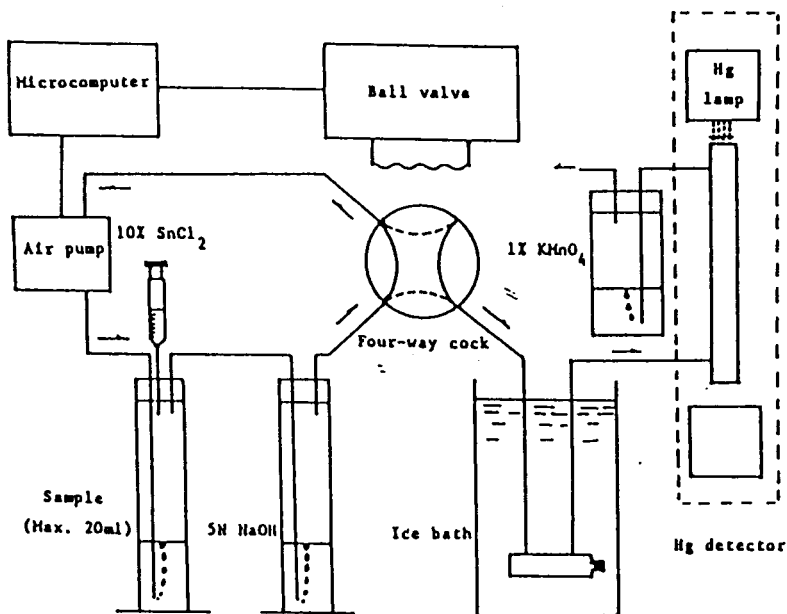 Microcomputer
Ball valve
Hg
lamp
Air pump
10% SnCl2
1% KMnO4
Four-way cock
Sample
(Max. 20ml)
5N NaOH
Ice bath
Hg detector